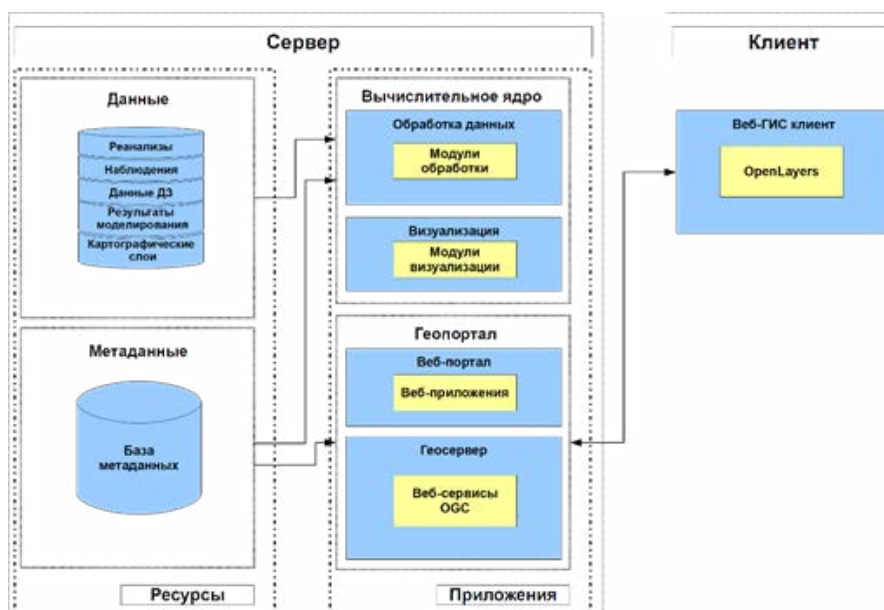 Сервер
Клиент
Данные
Реанализы
Наблюдения
Данные ДЗ
Результаты
моделирования
Картографические
слои
Метаданные
База
метаданных
Ресурсы
Вычислительное ядро
Обработка данных
Модули
обработки
Визуализация
Модули
визуализации
Геопортал
Веб-портал
Веб-приложения
Геосервер
Веб-сервисы
OGC
Приложения
Веб-ГИС клиент
OpenLayers